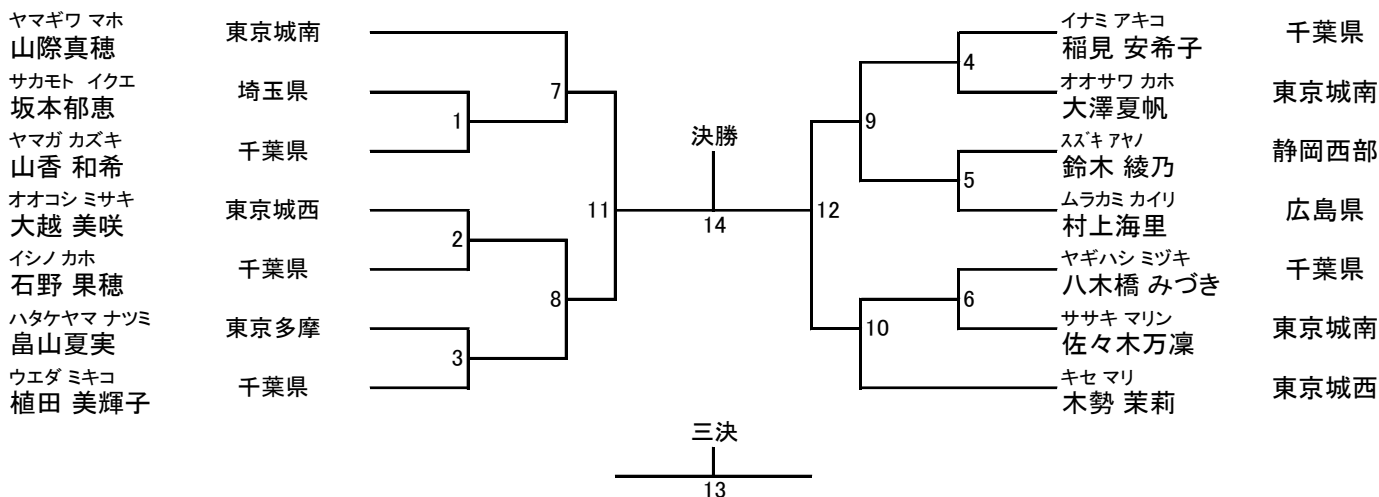 ヤマギワ マホ
山際真穂
東京城南
サカモト　イクエ
坂本郁恵
埼玉県
ヤマガ カズキ
山香 和希
千葉県
オオコシ ミサキ
大越 美咲
東京城西
イシノ カホ
石野 果穂
千葉県
ハタケヤマ ナツミ
畠山夏実
東京多摩
ウエダ ミキコ
植田 美輝子
千葉県
1
2
3
7
8
11
決勝
14
12
9
10
4
5
6
イナミ アキコ
稲見 安希子
千葉県
オオサワ カホ
大澤夏帆
東京城南
スズキ アヤノ
鈴木 綾乃
静岡西部
ムラカミ カイリ
村上海里
広島県
ヤギハシ ミヅキ
八木橋 みづき
千葉県
ササキ マリン
佐々木万凜
東京城南
キセ マリ
木勢 茉莉
東京城西
三決
13